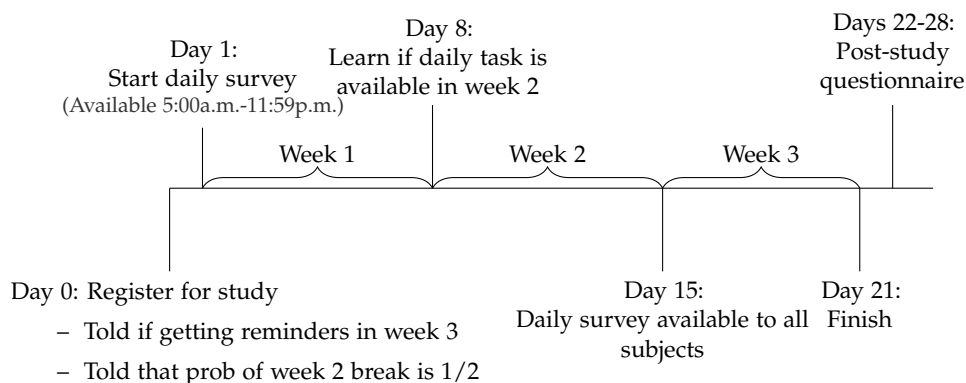 Day 1:
Start daily survey
(Available 5:00a.m.-11:59p.m.)
Day 8:
Learn if daily task is
available in week 2
Days 22-28:
Post-study
questionnaire
Week 1
Week 2
Week 3
Day 0: Register for study
– Told if getting reminders in week 3
– Told that prob of week 2 break is 1/2
Day 15:
Daily survey available to all
subjects
Day 21:
Finish